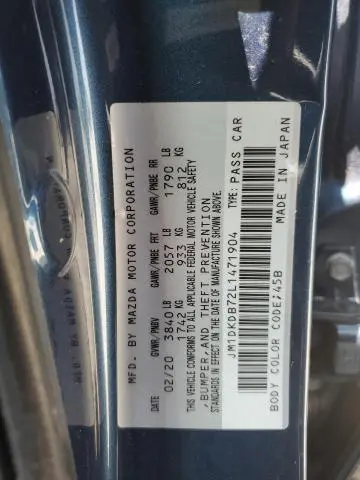 MFD. BY MAZDA MOTOR CORPORATION
DATE GVWR/PNBV GAWR/PNBE FRT GAWR/PNBE RR
02/20 3840 LB 2057 LB 1790 LB
1742 KG 933 KG 812 KG
THIS VEHICLE CONFORMS TO ALL APPLICABLE FEDERAL MOTOR VEHICLE SAFETY
,BUMPER,AND THEFT PREVENTION
STANDARDS IN EFFECT ON THE DATE OF MANUFACTURE SHOWN ABOVE.
JM1DKDB72L1471904 TYPE: PASS CAR
BODY COLOR CODE;45B MADE IN JAPAN